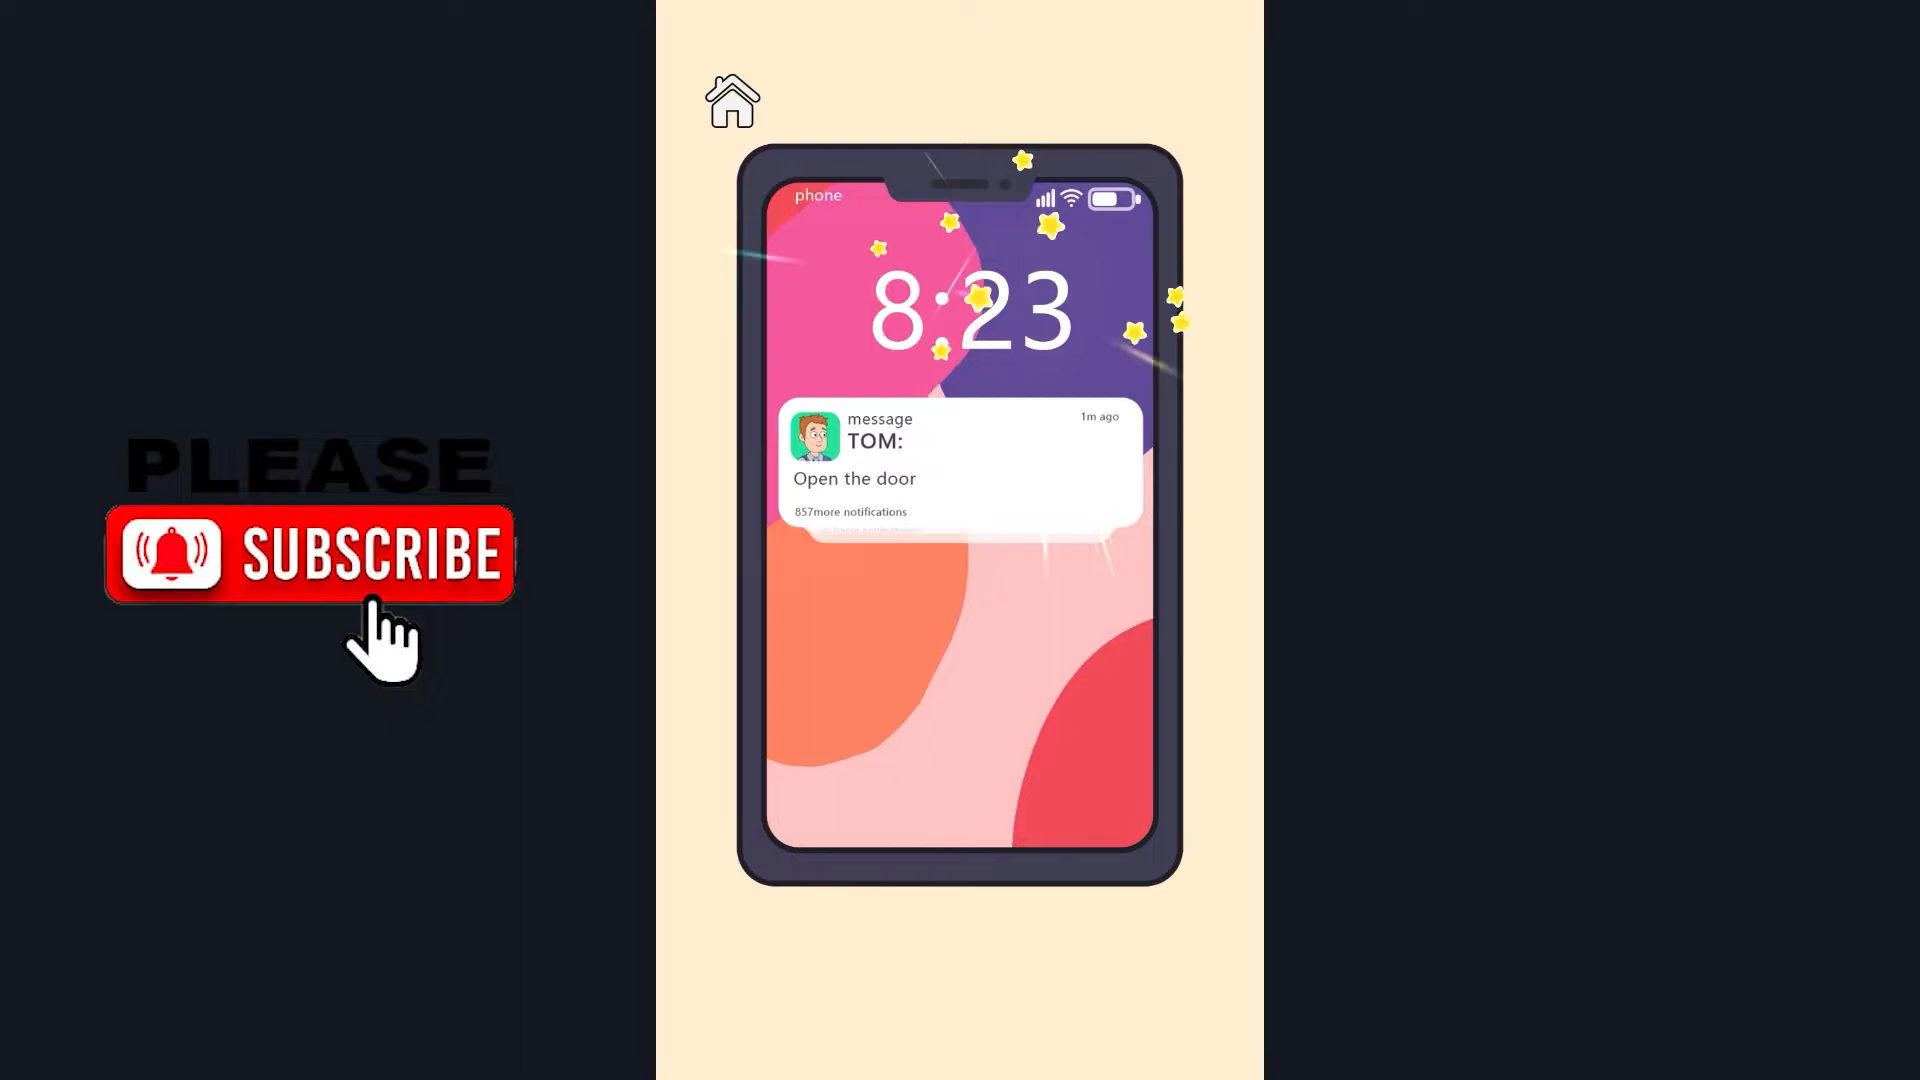 phone
8:23
message
1m ago
TOM:
Open the door
857more notifications
PLEASE
SUBSCRIBE